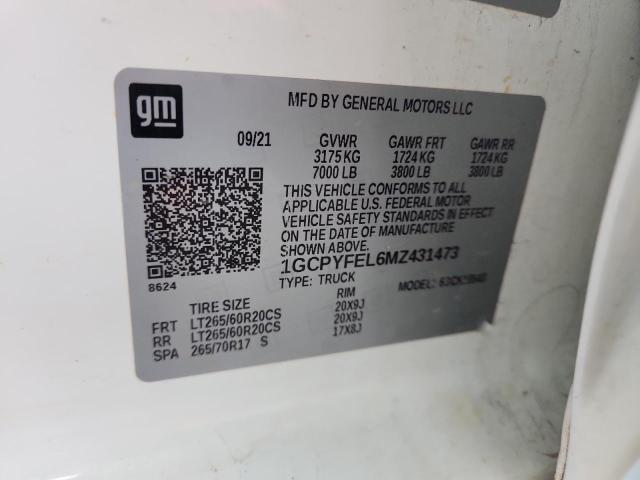 gm
MFD BY GENERAL MOTORS LLC
09/21 GVWR GAWR FRT GAWR RR
3175 KG 1724 KG 1724 KG
7000 LB 3800 LB 3800 LB
THIS VEHICLE CONFORMS TO ALL
APPLICABLE U.S. FEDERAL MOTOR
VEHICLE SAFETY STANDARDS IN EFFECT
ON THE DATE OF MANUFACTURE
SHOWN ABOVE.
1GCPYFEL6MZ431473
8624
TYPE: TRUCK MODEL:
TIRE SIZE RIM
FRT LT265/60R20CS 20X9J
RR LT265/60R20CS 20X9J
SPA 265/70R17 S 17X8J